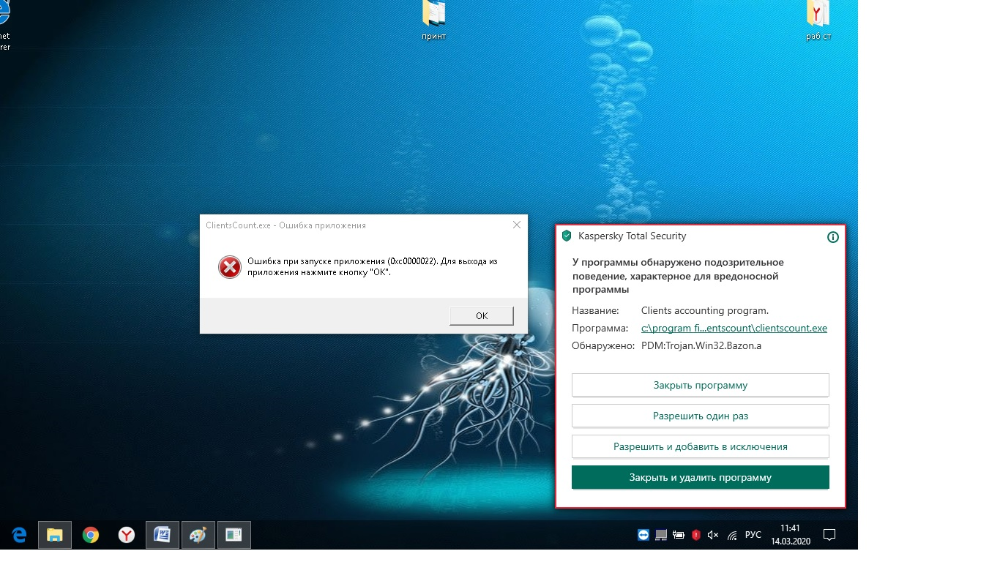 net
rer
принт
раб ст
ClientsCount.exe - Ошибка приложения
Ошибка при запуске приложения (0xc0000022). Для выхода из
приложения нажмите кнопку "ОК".
ОК
Kaspersky Total Security
У программы обнаружено подозрительное
поведение, характерное для вредоносной
программы
Название: Clients accounting program.
Программа: c:\program fi...entscount\clientscount.exe
Обнаружено: PDM:Trojan.Win32.Bazon.a
Закрыть программу
Разрешить один раз
Разрешить и добавить в исключения
Закрыть и удалить программу
РУС
11:41
14.03.2020